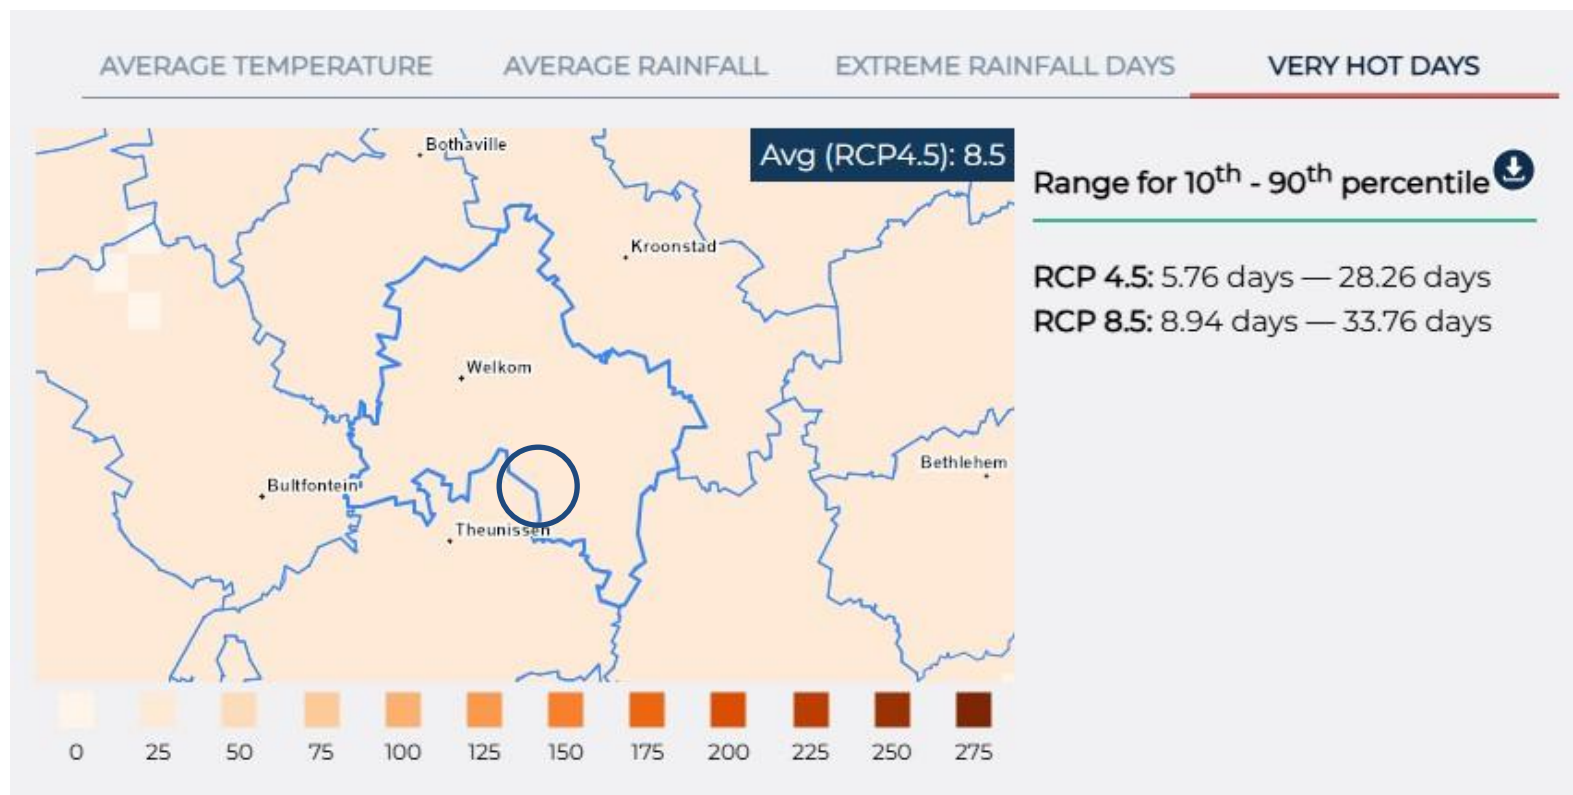 AVERAGE TEMPERATURE AVERAGE RAINFALL EXTREME RAINFALL DAYS VERY HOT DAYS
Bothaville
Avg (RCP4.5): 8.5
Range for 10th - 90th percentile
Kroonstad
RCP 4.5: 5.76 days — 28.26 days
RCP 8.5: 8.94 days — 33.76 days
Welkom
Bethlehem
Bultfontein
Theunissen
0 25 50 75 100 125 150 175 200 225 250 275